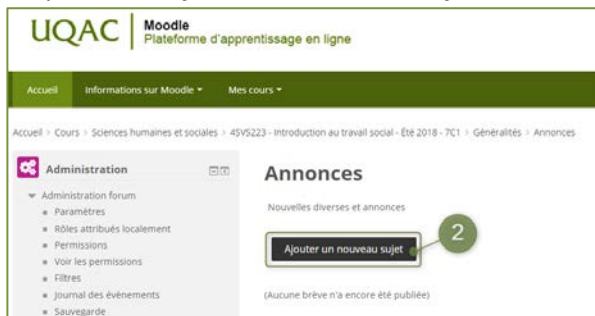 UQAC
Moodle
Plateforme d'apprentissage en ligne
Accueil Informations sur Moodle Mes cours
Accueil > Cours > Sciences humaines et sociales > 4SVS223 - Introduction au travail social - Été 2018 - 7C1 > Généralités > Annonces
Administration
Administration forum
Paramètres
Rôles attribués localement
Permissions
Voir les permissions
Filtres
Journal des évènements
Sauvegarde
Annonces
Nouvelles diverses et annonces
Ajouter un nouveau sujet
2
(Aucune brève n'a encore été publiée)